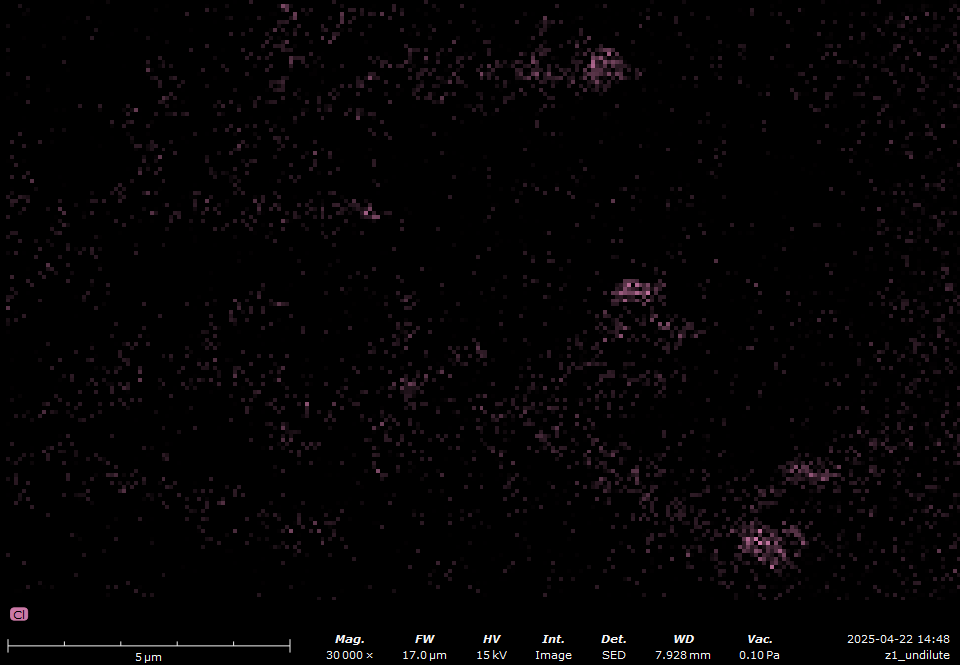 Cl
5 µm
Mag. FW HV Int. Det. WD Vac. 2025-04-22 14:48
30 000 × 17.0 µm 15 kV Image SED 7.928 mm 0.10 Pa z1_undilute